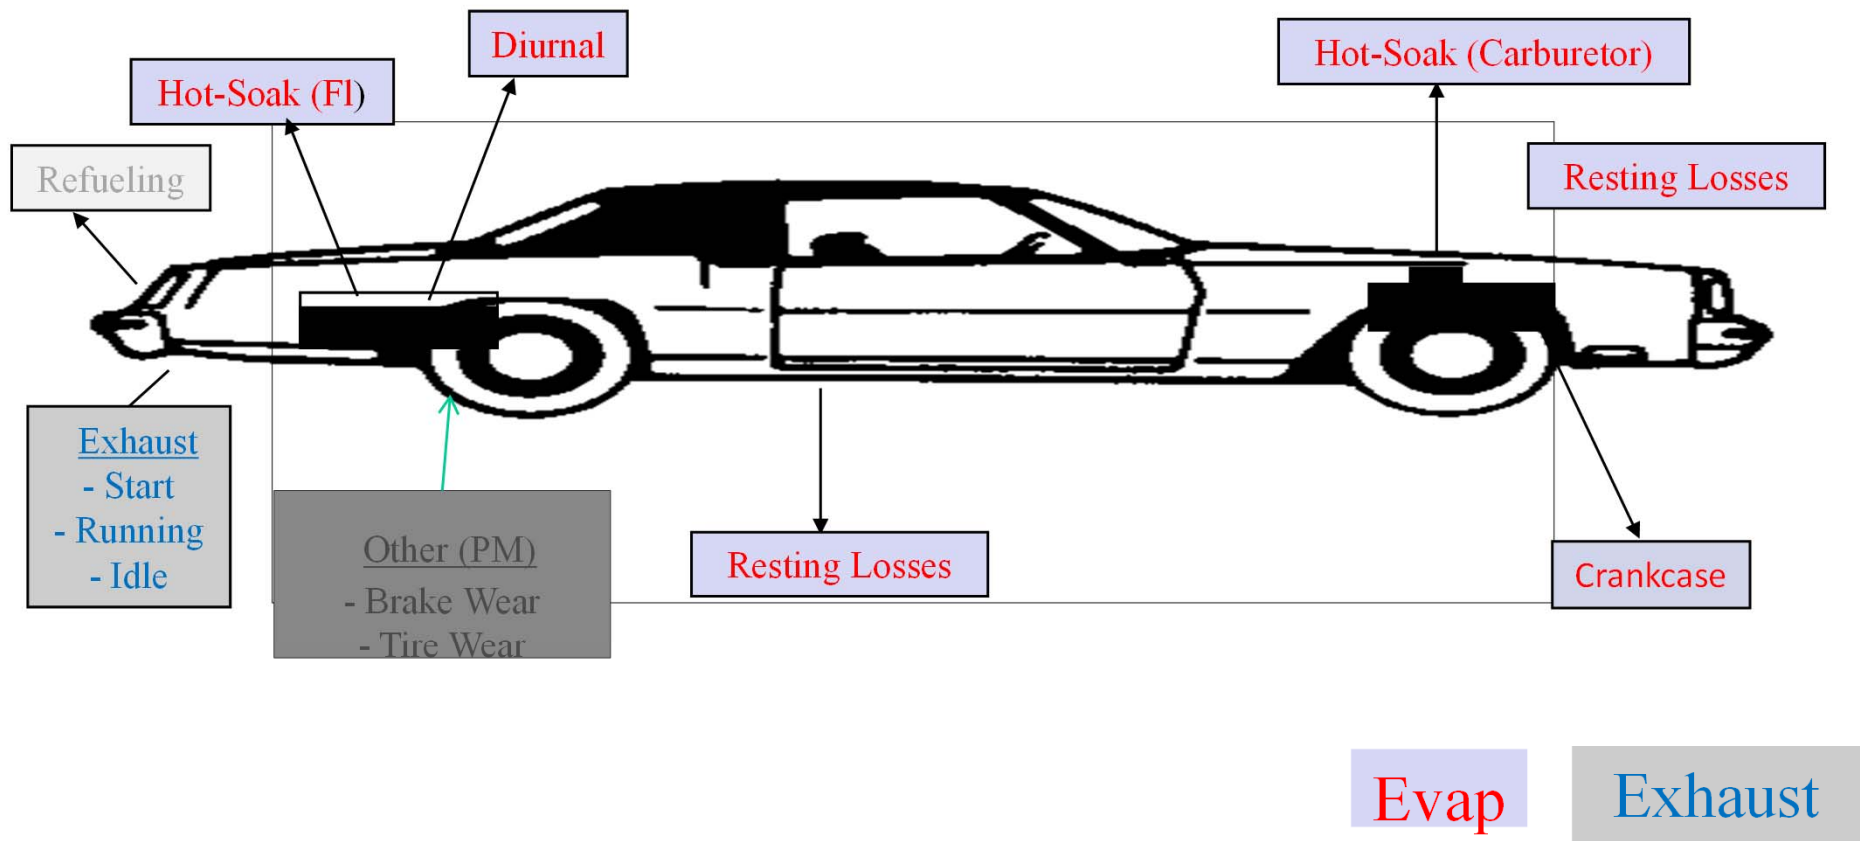 Diurnal
Hot-Soak (Carburetor)
Hot-Soak (Fl)
Refueling
Resting Losses
Exhaust
- Start
- Running
- Idle
Other (PM)
- Brake Wear
- Tire Wear
Resting Losses
Crankcase
Evap
Exhaust